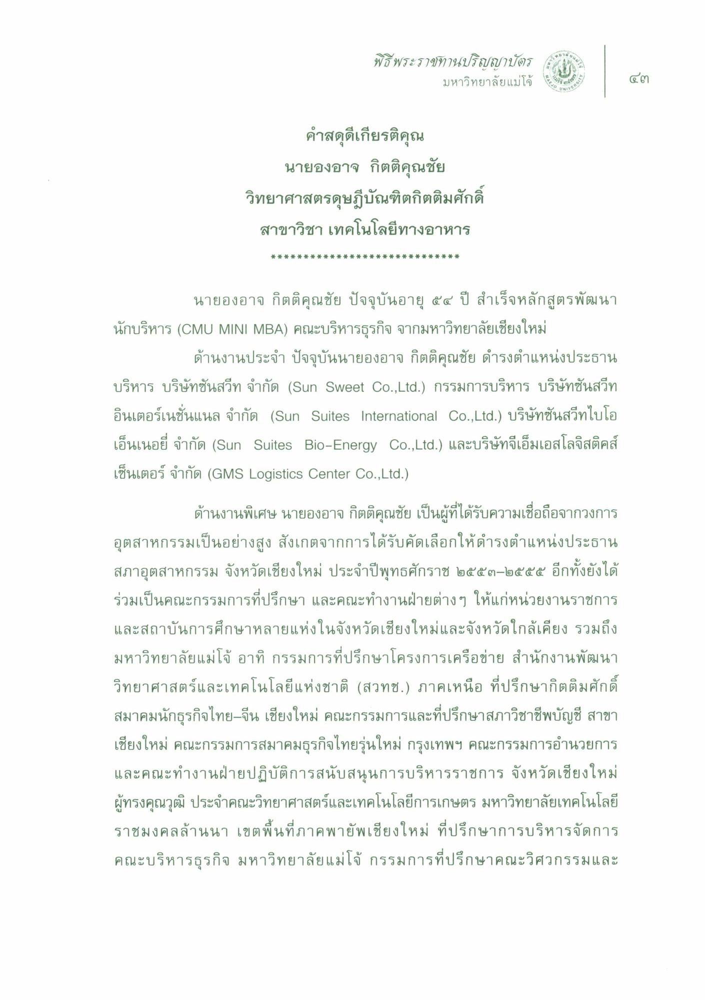 พิธีพระราชทานปริญญาบัตร
มหาวิทยาลัยแม่โจ้
มหาวิทยาลัยแม่โจ้
MAEJO UNIVERSITY
๔๓
คำสดุดีเกียรติคุณ
นายองอาจ กิตติคุณชัย
วิทยาศาสตรดุษฎีบัณฑิตกิตติมศักดิ์
สาขาวิชา เทคโนโลยีทางอาหาร
*****************************
นายองอาจ กิตติคุณชัย ปัจจุบันอายุ ๕๔ ปี สำเร็จหลักสูตรพัฒนา
นักบริหาร (CMU MINI MBA) คณะบริหารธุรกิจ จากมหาวิทยาลัยเชียงใหม่
ด้านงานประจำ ปัจจุบันนายองอาจ กิตติคุณชัย ดำรงตำแหน่งประธาน
บริหาร บริษัทซันสวีท จำกัด (Sun Sweet Co.,Ltd.) กรรมการบริหาร บริษัทซันสวีท
อินเตอร์เนชั่นแนล จำกัด (Sun Suites International Co.,Ltd.) บริษัทซันสวีทไบโอ
เอ็นเนอยี่ จำกัด (Sun Suites Bio-Energy Co.,Ltd.) และบริษัทจีเอ็มเอสโลจิสติคส์
เซ็นเตอร์ จำกัด (GMS Logistics Center Co.,Ltd.)
ด้านงานพิเศษ นายองอาจ กิตติคุณชัย เป็นผู้ที่ได้รับความเชื่อถือจากวงการ
อุตสาหกรรมเป็นอย่างสูง สังเกตจากการได้รับคัดเลือกให้ดำรงตำแหน่งประธาน
สภาอุตสาหกรรม จังหวัดเชียงใหม่ ประจำปีพุทธศักราช ๒๕๕๓-๒๕๕๕ อีกทั้งยังได้
ร่วมเป็นคณะกรรมการที่ปรึกษา และคณะทำงานฝ่ายต่างๆ ให้แก่หน่วยงานราชการ
และสถาบันการศึกษาหลายแห่งในจังหวัดเชียงใหม่และจังหวัดใกล้เคียง รวมถึง
มหาวิทยาลัยแม่โจ้ อาทิ กรรมการที่ปรึกษาโครงการเครือข่าย สำนักงานพัฒนา
วิทยาศาสตร์และเทคโนโลยีแห่งชาติ (สวทช.) ภาคเหนือ ที่ปรึกษากิตติมศักดิ์
สมาคมนักธุรกิจไทย-จีน เชียงใหม่ คณะกรรมการและที่ปรึกษาสภาวิชาชีพบัญชี สาขา
เชียงใหม่ คณะกรรมการสมาคมธุรกิจไทยรุ่นใหม่ กรุงเทพฯ คณะกรรมการอำนวยการ
และคณะทำงานฝ่ายปฏิบัติการสนับสนุนการบริหารราชการ จังหวัดเชียงใหม่
ผู้ทรงคุณวุฒิ ประจำคณะวิทยาศาสตร์และเทคโนโลยีการเกษตร มหาวิทยาลัยเทคโนโลยี
ราชมงคลล้านนา เขตพื้นที่ภาคพายัพเชียงใหม่ ที่ปรึกษาการบริหารจัดการ
คณะบริหารธุรกิจ มหาวิทยาลัยแม่โจ้ กรรมการที่ปรึกษาคณะวิศวกรรมและ